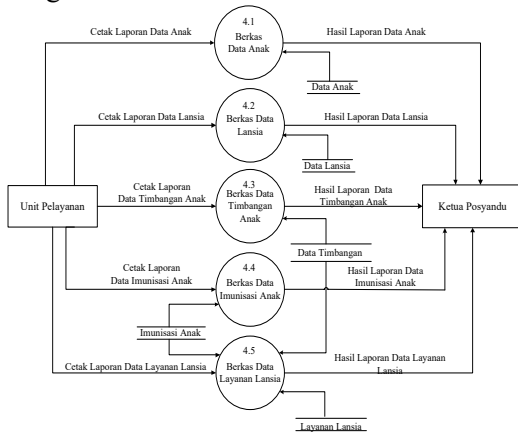 Cetak Laporan Data Anak
4.1
Berkas
Data Anak
Hasil Laporan Data Anak
Data Anak
Cetak Laporan Data Lansia
4.2
Berkas Data
Lansia
Hasil Laporan Data Lansia
Data Lansia
Unit Pelayanan
Cetak Laporan
Data Timbangan Anak
4.3
Berkas Data
Timbangan
Anak
Hasil Laporan Data
Timbangan Anak
Ketua Posyandu
Data Timbangan
Cetak Laporan
Data Imunisasi Anak
4.4
Berkas Data
Imunisasi Anak
Hasil Laporan Data
Imunisasi Anak
Imunisasi Anak
Cetak Laporan Data Layanan Lansia
4.5
Berkas Data
Layanan Lansia
Hasil Laporan Data Layanan
Lansia
Layanan Lansia